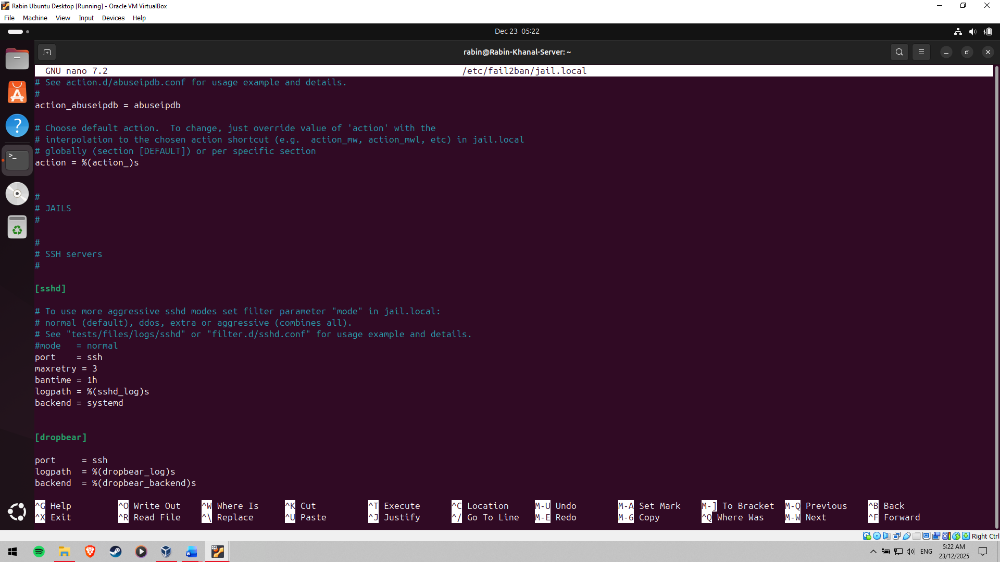 Rabin Ubuntu Desktop [Running] - Oracle VM VirtualBox
File Machine View Input Devices Help
Dec 23 05:22
rabin@Rabin-Khanal-Server: ~
GNU nano 7.2 /etc/fail2ban/jail.local
# See action.d/abuseipdb.conf for usage example and details.
#
action_abuseipdb = abuseipdb
# Choose default action.  To change, just override value of 'action' with the
# interpolation to the chosen action shortcut (e.g.  action_mw, action_mwl, etc) in jail.local
# globally (section [DEFAULT]) or per specific section
action = %(action_)s
#
# JAILS
#
#
# SSH servers
#
[sshd]
# To use more aggressive sshd modes set filter parameter "mode" in jail.local:
# normal (default), ddos, extra or aggressive (combines all).
# See "tests/files/logs/sshd" or "filter.d/sshd.conf" for usage example and details.
#mode   = normal
port    = ssh
maxretry = 3
bantime = 1h
logpath = %(sshd_log)s
backend = systemd
[dropbear]
port     = ssh
logpath  = %(dropbear_log)s
backend  = %(dropbear_backend)s
^G Help ^O Write Out ^W Where Is ^K Cut ^T Execute ^C Location M-U Undo M-A Set Mark M-] To Bracket M-Q Previous ^B Back
^X Exit ^R Read File ^\ Replace ^U Paste ^J Justify ^/ Go To Line M-E Redo M-6 Copy ^Q Where Was M-W Next ^F Forward
Right Ctrl
ENG
5:22 AM
23/12/2025